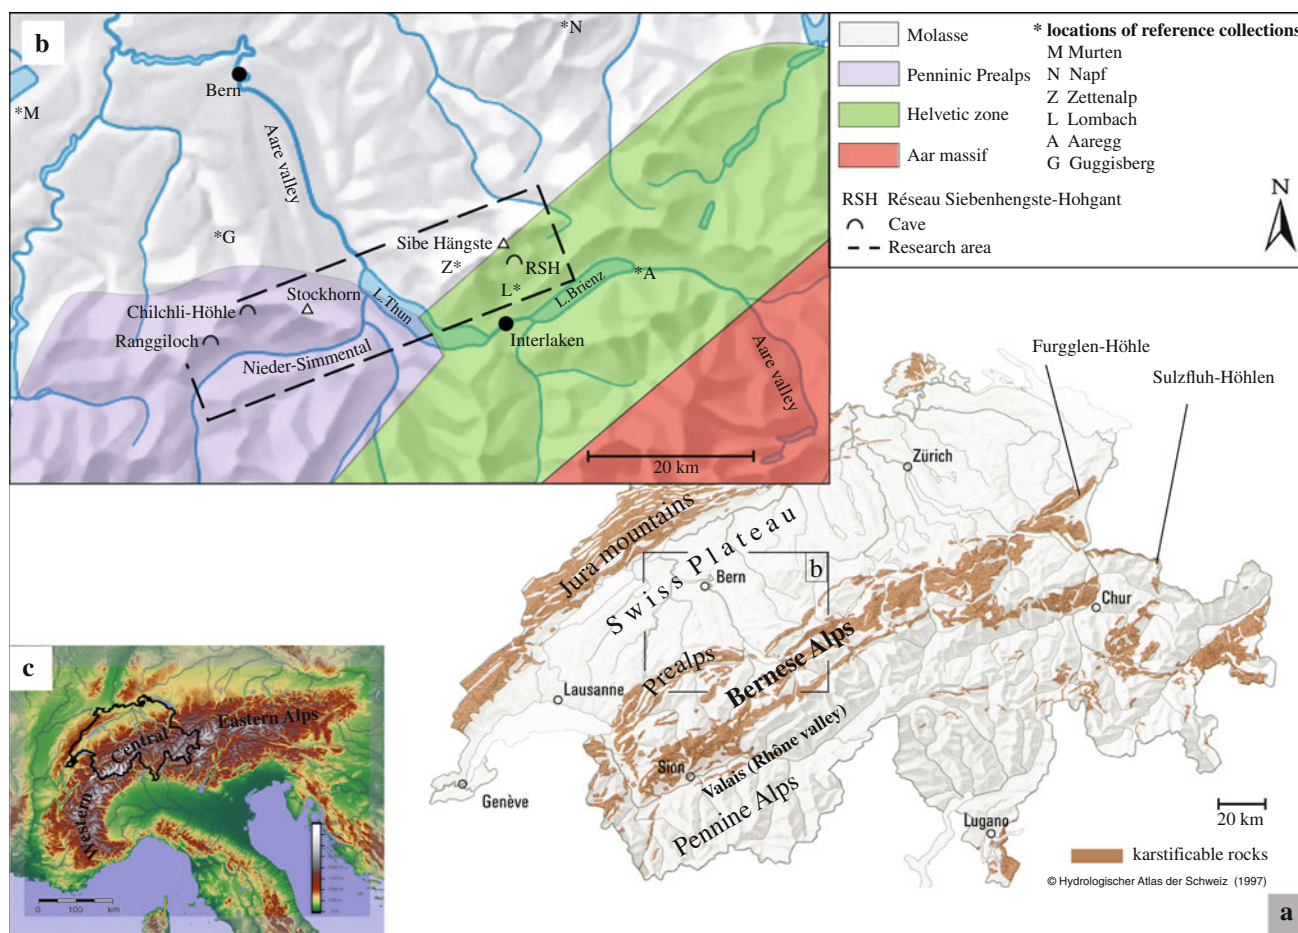 b
*N
Bern
*M
Aare valley
*G
Sibe Hängste
Z*
RSH
*A
L*
L.Brienz
L.Thun
Stockhorn
Chilchli-Höhle
Ranggiloch
Interlaken
Nieder-Simmental
Aare valley
20 km
Molasse
Penninic Prealps
Helvetic zone
Aar massif
* locations of reference collections
M Murten
N Napf
Z Zettenalp
L Lombach
A Aaregg
G Guggisberg
RSH Réseau Siebenhengste-Hohgant
Cave
Research area
N
Furgglen-Höhle
Sulzfluh-Höhlen
Zürich
Jura mountains
Swiss Plateau
b
Bern
Chur
Prealps
Bernese Alps
Lausanne
Sion
Valais (Rhône valley)
Genève
Pennine Alps
Lugano
20 km
karstificable rocks
© Hydrologischer Atlas der Schweiz (1997)
a
c
Eastern Alps
Central
Western
0 100 km